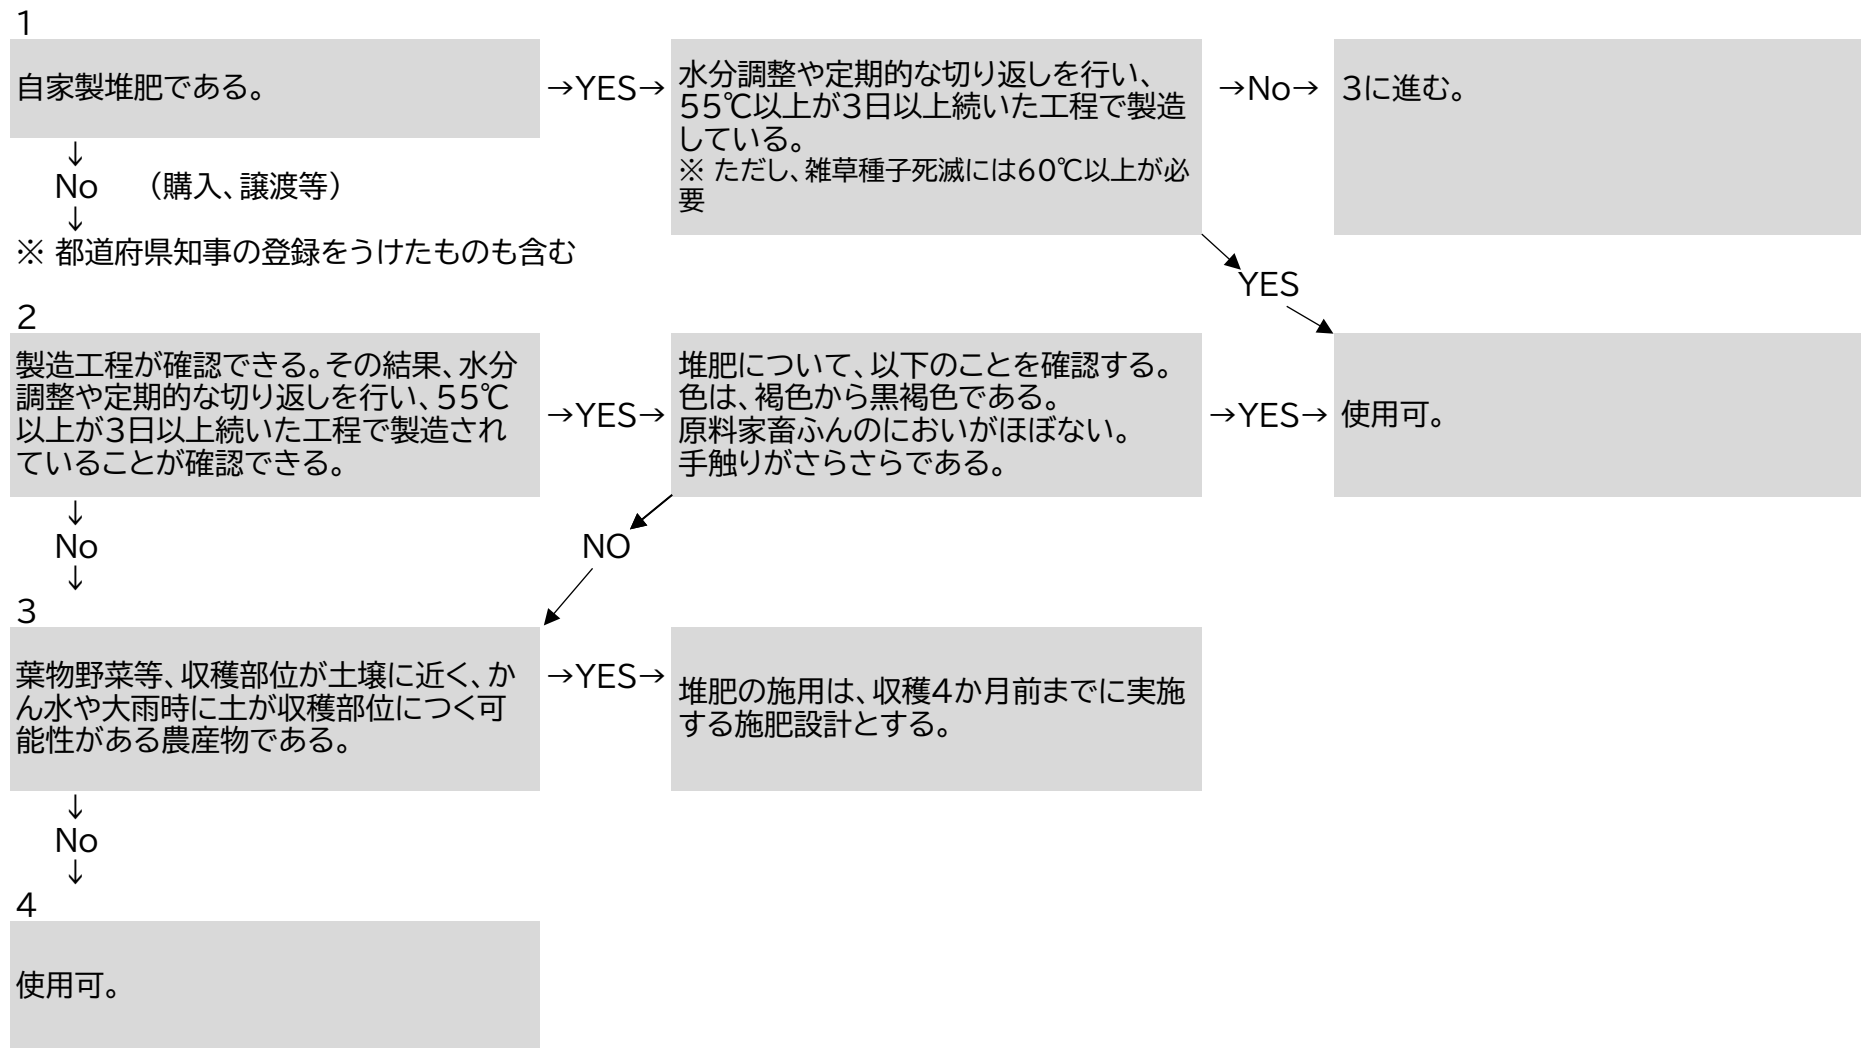 1
自家製堆肥である。
→YES→
水分調整や定期的な切り返しを行い、
55℃以上が3日以上続いた工程で製造
している。
※ ただし、雑草種子死滅には60℃以上が必
要
→No→
3に進む。
↓
No （購入、譲渡等）
↓
※ 都道府県知事の登録をうけたものも含む
YES
2
製造工程が確認できる。その結果、水分
調整や定期的な切り返しを行い、55℃
以上が3日以上続いた工程で製造され
ていることが確認できる。
→YES→
堆肥について、以下のことを確認する。
色は、褐色から黒褐色である。
原料家畜ふんのにおいがほぼない。
手触りがさらさらである。
→YES→
使用可。
↓
No
↓
NO
3
葉物野菜等、収穫部位が土壌に近く、か
ん水や大雨時に土が収穫部位につく可
能性がある農産物である。
→YES→
堆肥の施用は、収穫4か月前までに実施
する施肥設計とする。
↓
No
↓
4
使用可。